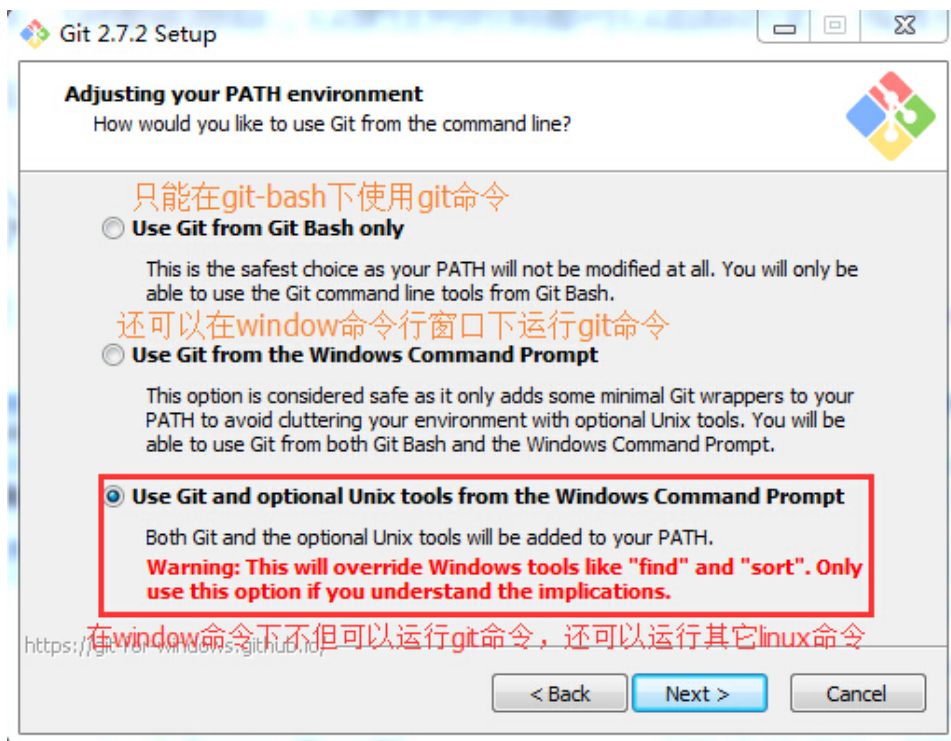 Git 2.7.2 Setup
Adjusting your PATH environment
How would you like to use Git from the command line?
只能在git-bash下使用git命令
Use Git from Git Bash only
This is the safest choice as your PATH will not be modified at all. You will only be
able to use the Git command line tools from Git Bash.
还可以在window命令行窗口下运行git命令
Use Git from the Windows Command Prompt
This option is considered safe as it only adds some minimal Git wrappers to your
PATH to avoid cluttering your environment with optional Unix tools. You will be
able to use Git from both Git Bash and the Windows Command Prompt.
Use Git and optional Unix tools from the Windows Command Prompt
Both Git and the optional Unix tools will be added to your PATH.
Warning: This will override Windows tools like "find" and "sort". Only
use this option if you understand the implications.
在window命令下不但可以运行git命令，还可以运行其它linux命令
https://git-for-windows.github.io/
< Back
Next >
Cancel